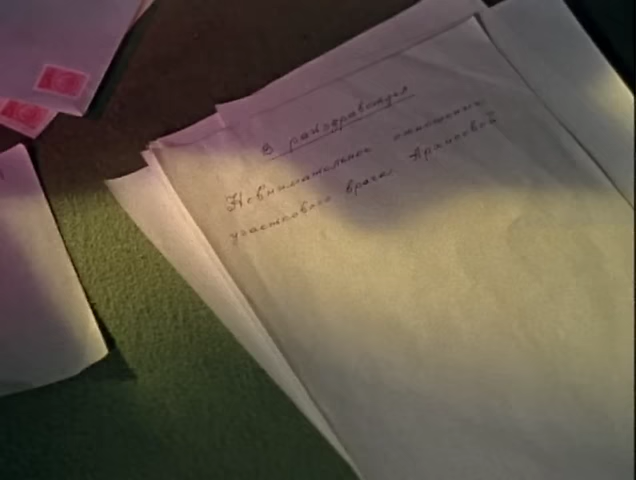 В райздравотдел
Невнимательное отношение
участкового врача